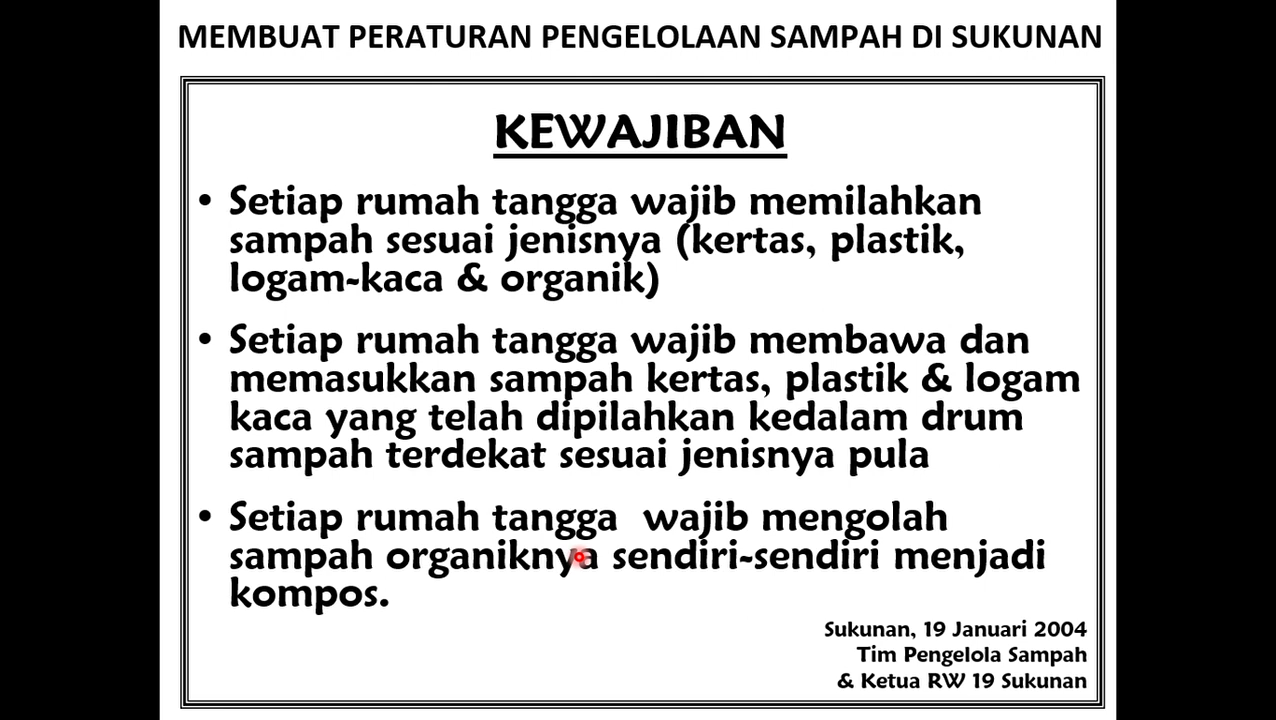 MEMBUAT PERATURAN PENGELOLAAN SAMPAH DI SUKUNAN
KEWAJIBAN
• Setiap rumah tangga wajib memilahkan
sampah sesuai jenisnya (kertas, plastik,
logam-kaca & organik)
• Setiap rumah tangga wajib membawa dan
memasukkan sampah kertas, plastik & logam
kaca yang telah dipilahkan kedalam drum
sampah terdekat sesuai jenisnya pula
• Setiap rumah tangga wajib mengolah
sampah organiknya sendiri-sendiri menjadi
kompos.
Sukunan, 19 Januari 2004
Tim Pengelola Sampah
& Ketua RW 19 Sukunan